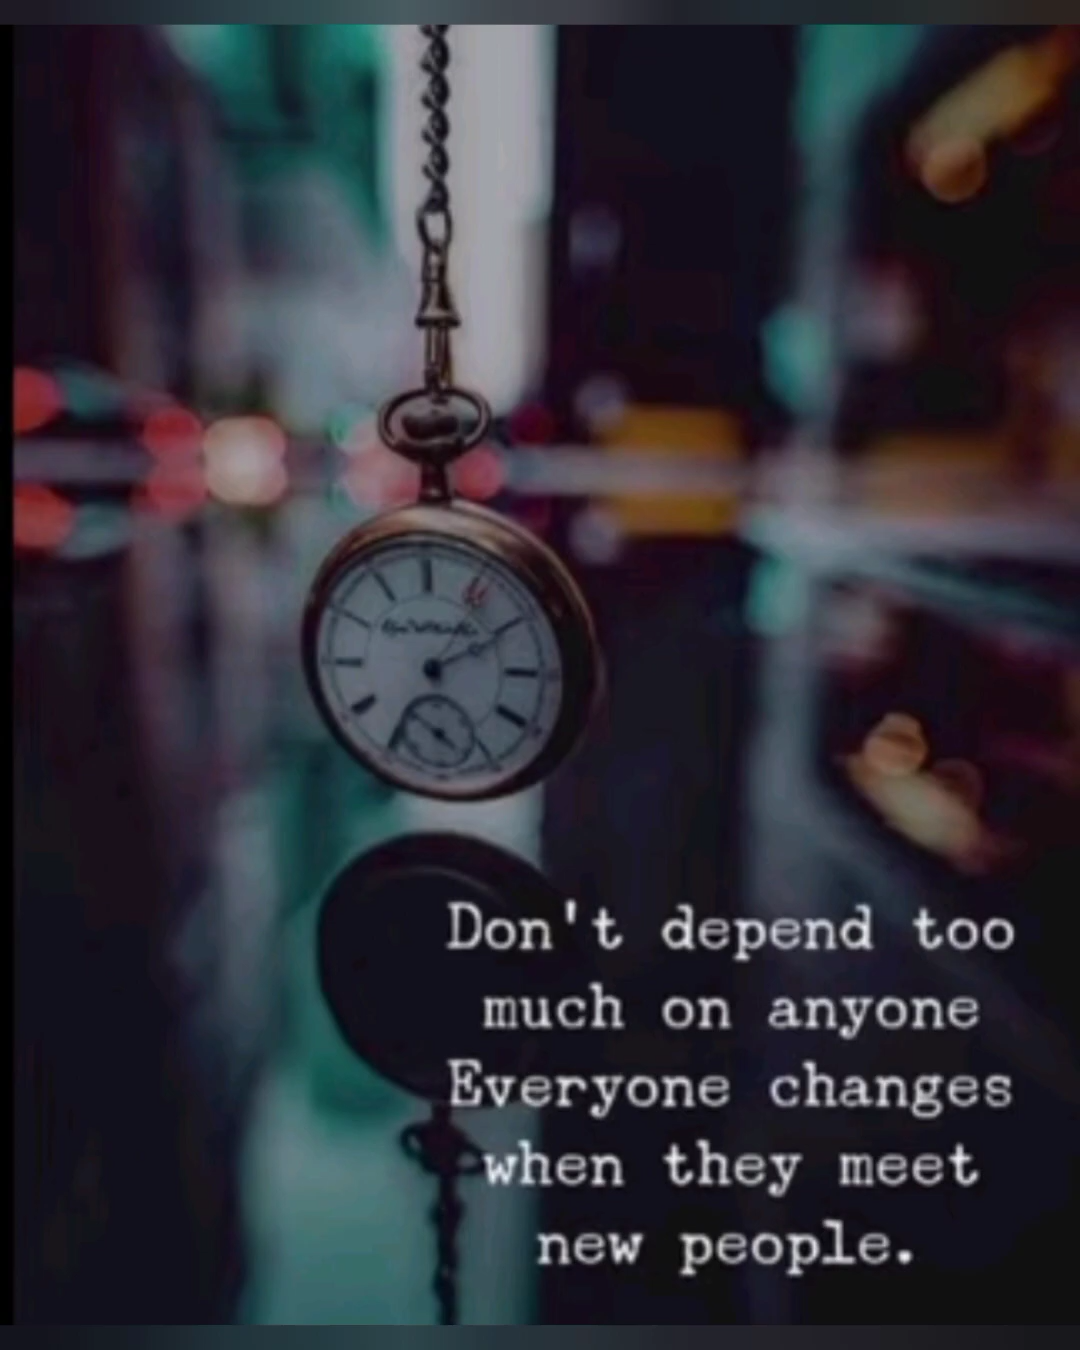 Don't depend too
much on anyone
Everyone changes
when they meet
new people.